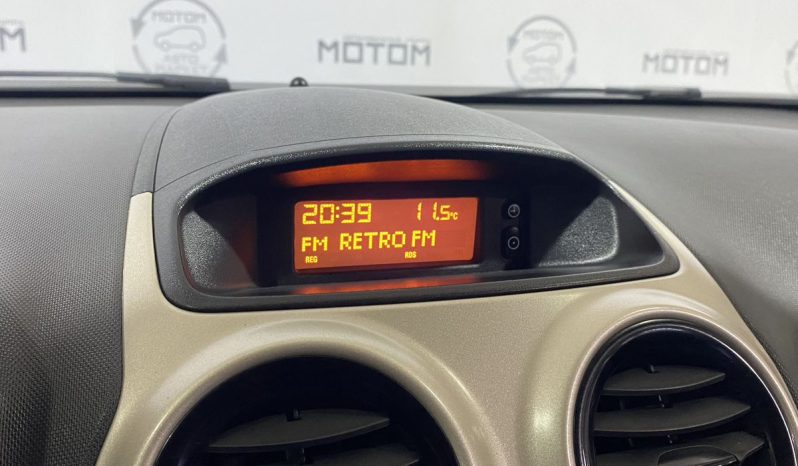 MOTOM
MOTOM
MOTOM
20:39 11.5°C
FM RETRO FM
REG RDS